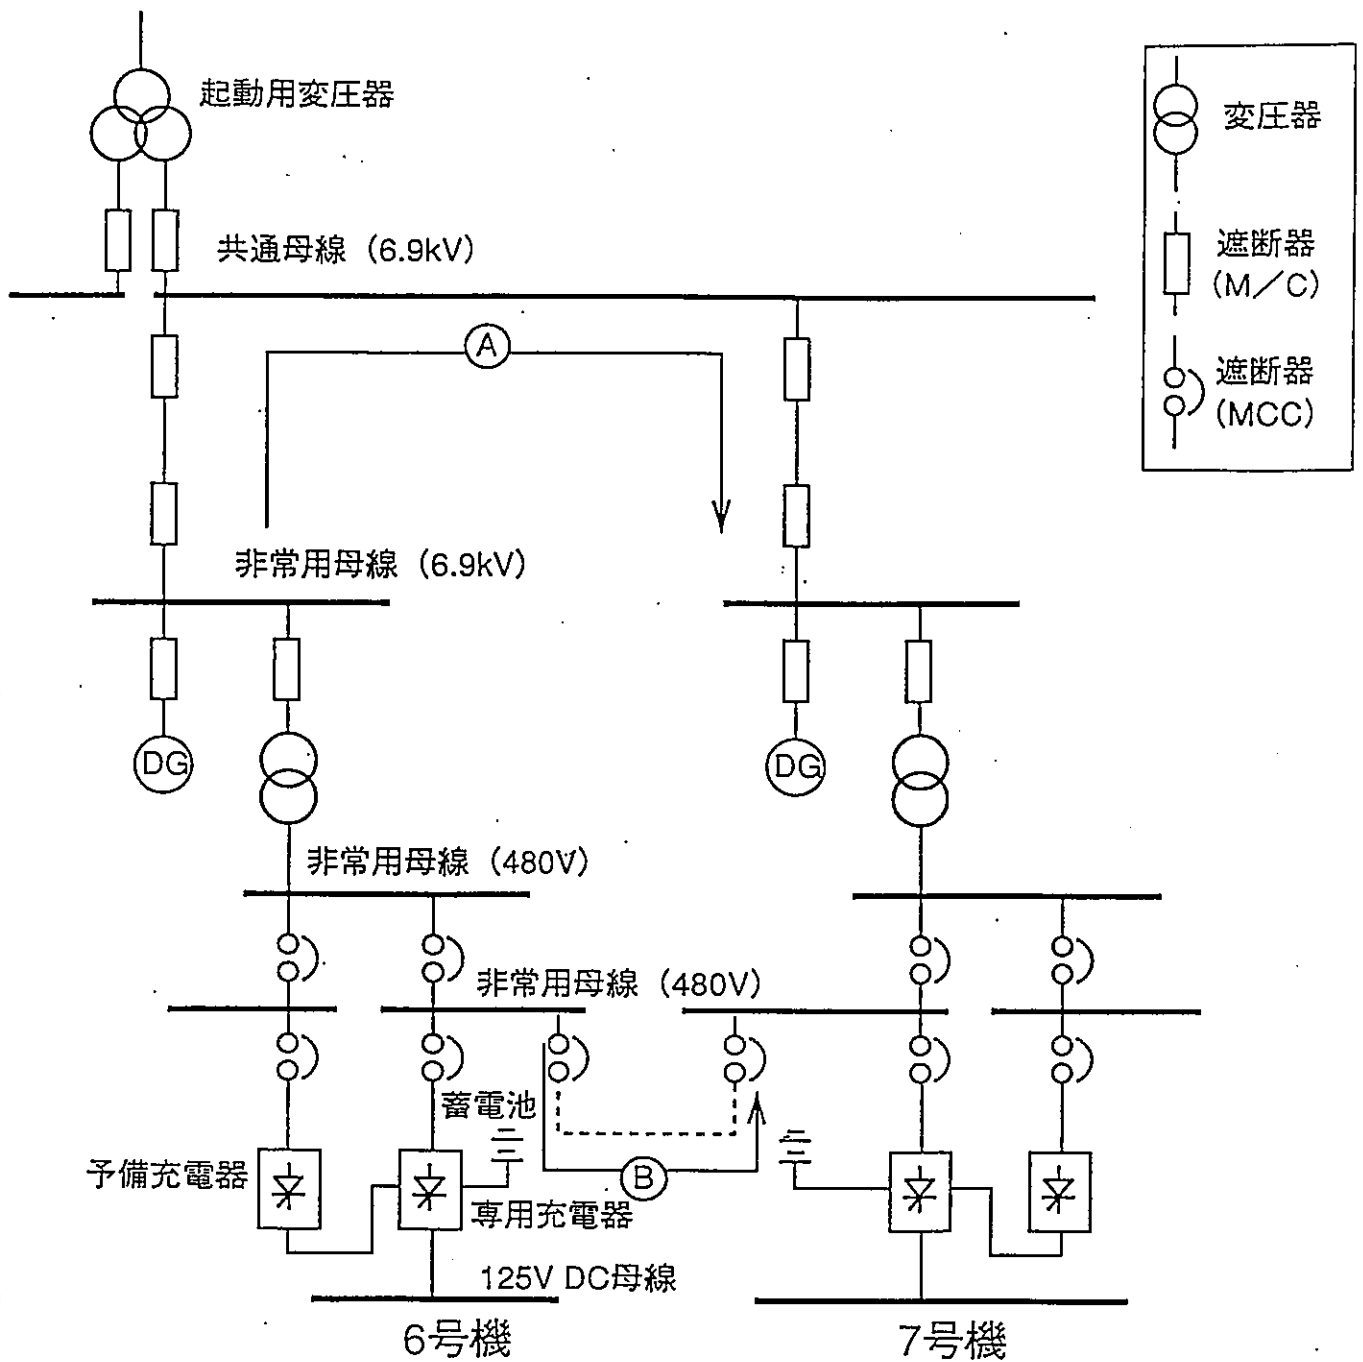 起動用変圧器
変圧器
共通母線（6.9kV）
遮断器
(M／C)
A
遮断器
(MCC)
非常用母線（6.9kV）
DG
DG
非常用母線（480V）
非常用母線（480V）
蓄電池
予備充電器
B
専用充電器
125V DC母線
6号機
7号機